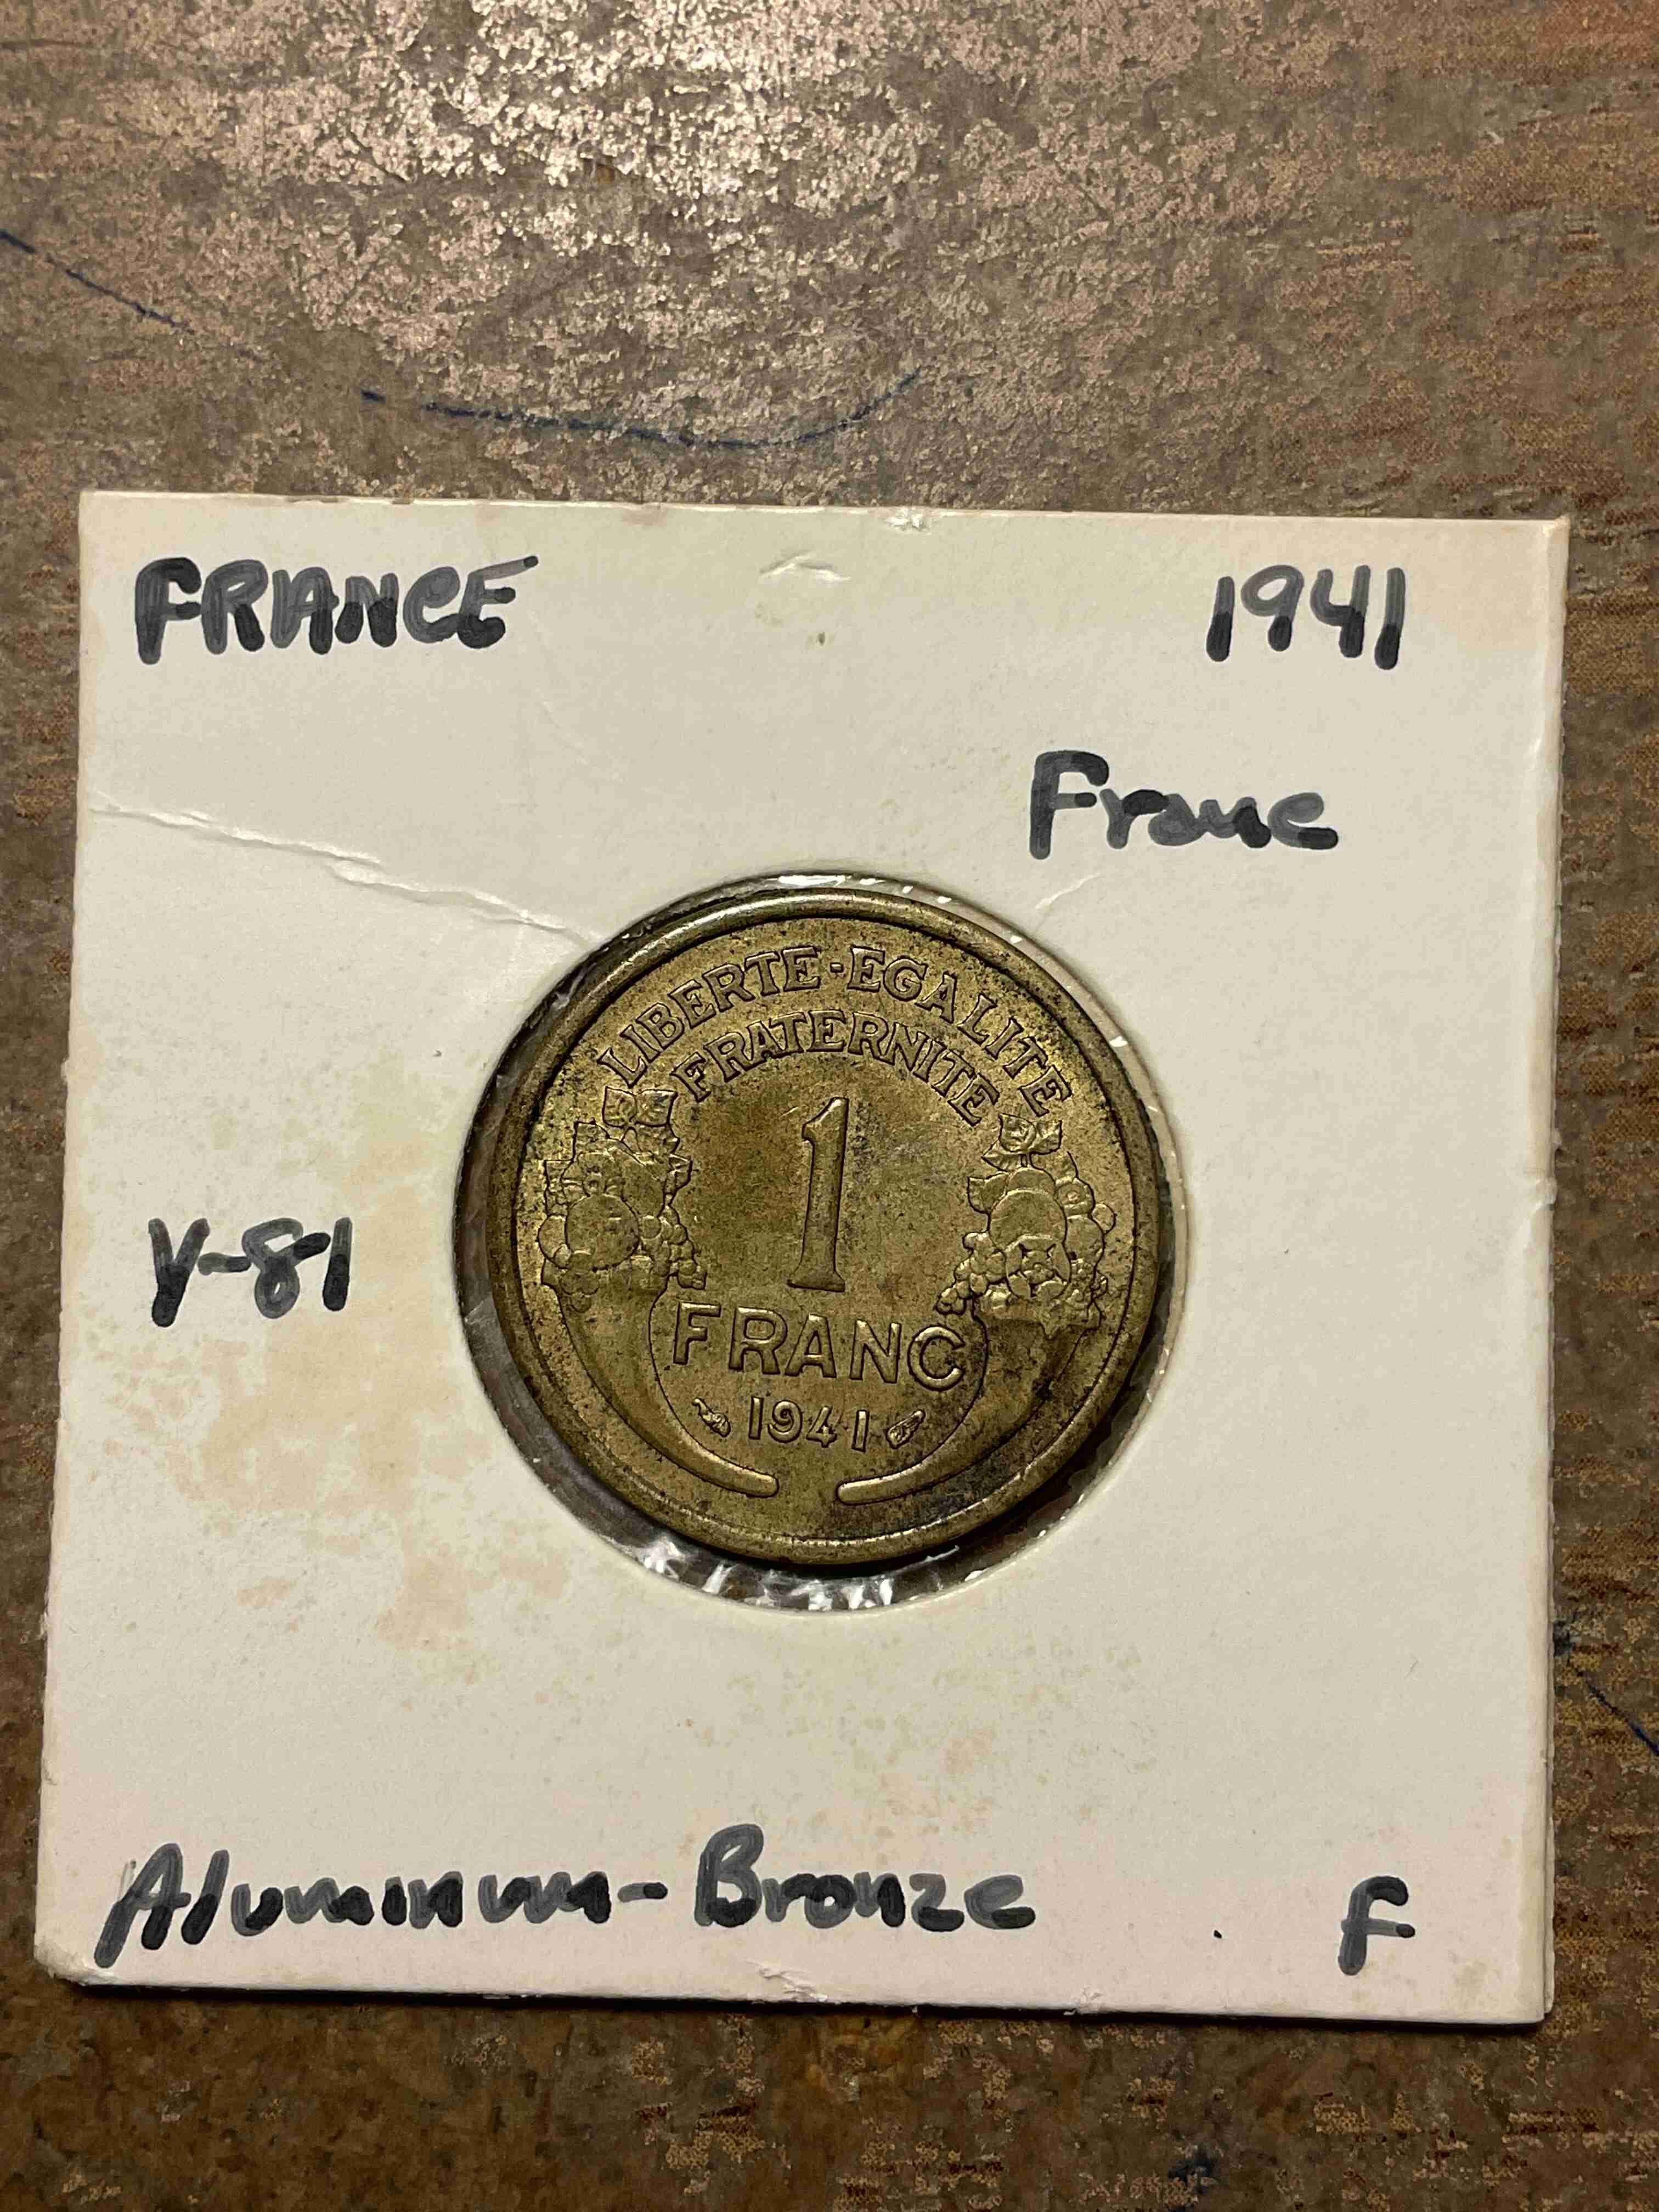 FRANCE 1941
Franc
LIBERTE-EGALITE
FRATERNITE
1
FRANC
1941
Y-81
Aluminum-Bronze F